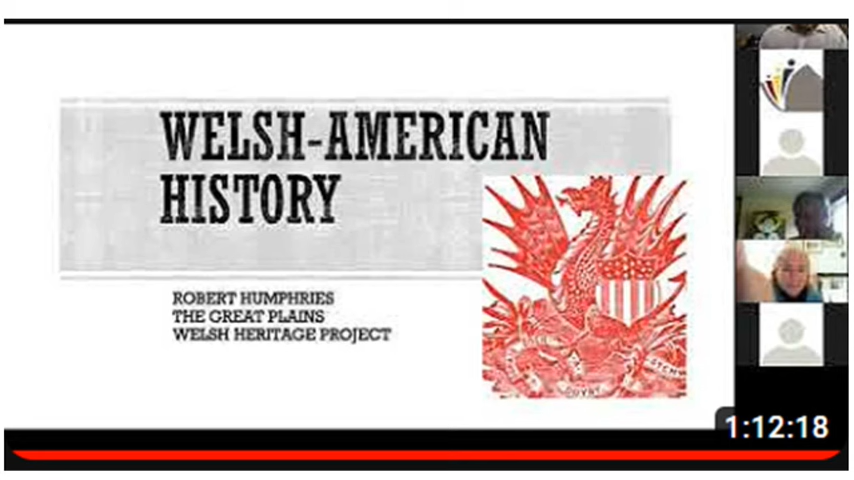 WELSH-AMERICAN
HISTORY
ROBERT HUMPHRIES
THE GREAT PLAINS
WELSH HERITAGE PROJECT
1:12:18